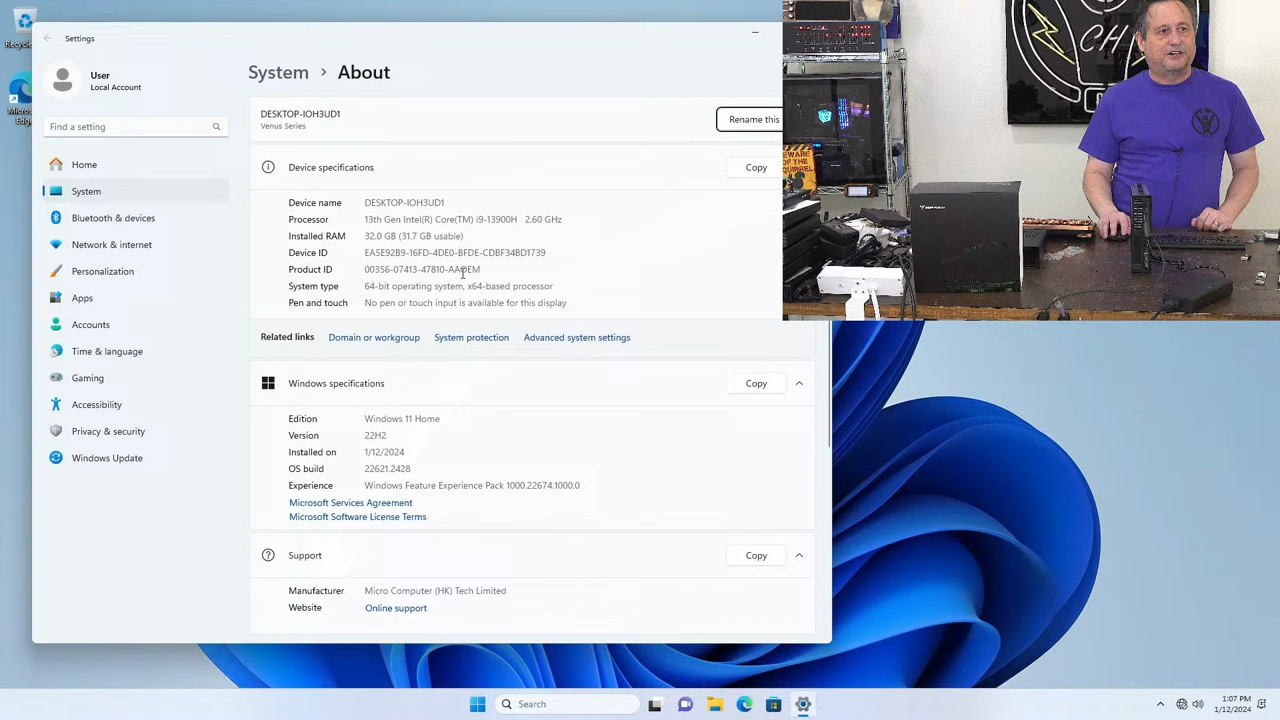 Recycle
Micros
Edge
Settings
User
Local Account
Find a setting
Home
System
Bluetooth & devices
Network & internet
Personalization
Apps
Accounts
Time & language
Gaming
Accessibility
Privacy & security
Windows Update
System > About
DESKTOP-IOH3UD1
Venus Series
Rename this
Device specifications
Copy
Device name DESKTOP-IOH3UD1
Processor 13th Gen Intel(R) Core(TM) i9-13900H 2.60 GHz
Installed RAM 32.0 GB (31.7 GB usable)
Device ID EA5E92B9-16FD-4DE0-BFDE-CDBF34BD1739
Product ID 00356-07413-47810-AAOEM
System type 64-bit operating system, x64-based processor
Pen and touch No pen or touch input is available for this display
Related links Domain or workgroup System protection Advanced system settings
Windows specifications
Copy
Edition Windows 11 Home
Version 22H2
Installed on 1/12/2024
OS build 22621.2428
Experience Windows Feature Experience Pack 1000.22674.1000.0
Microsoft Services Agreement
Microsoft Software License Terms
Support
Copy
Manufacturer Micro Computer (HK) Tech Limited
Website Online support
BEWARE
OF THE
SQUIRREL
CH
Search
1:07 PM
1/12/2024